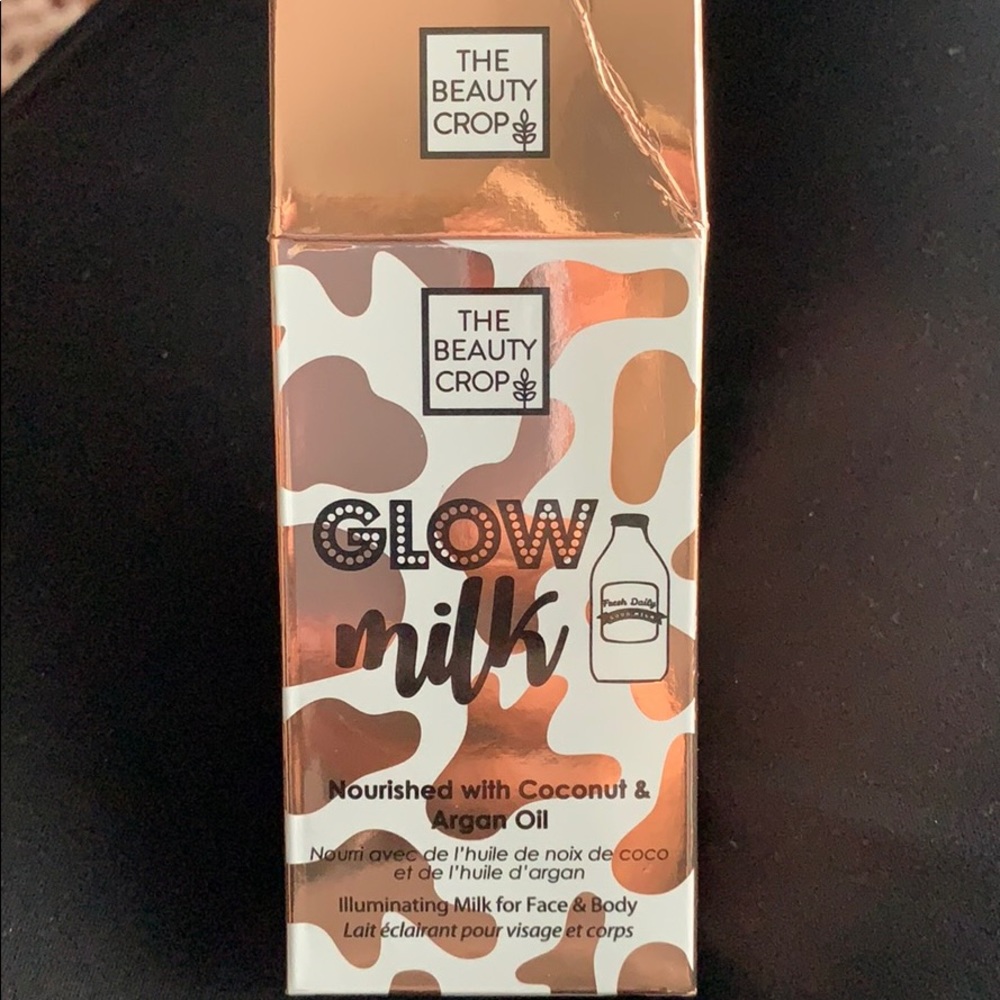 THE
BEAUTY
CROP
THE
BEAUTY
CROP
GLOW
milk
Fresh Daily
Nourished with Coconut &
Argan Oil
Nourri avec de l'huile de noix de coco
et de l'huile d'argan
Illuminating Milk for Face & Body
Lait éclairant pour visage et corps